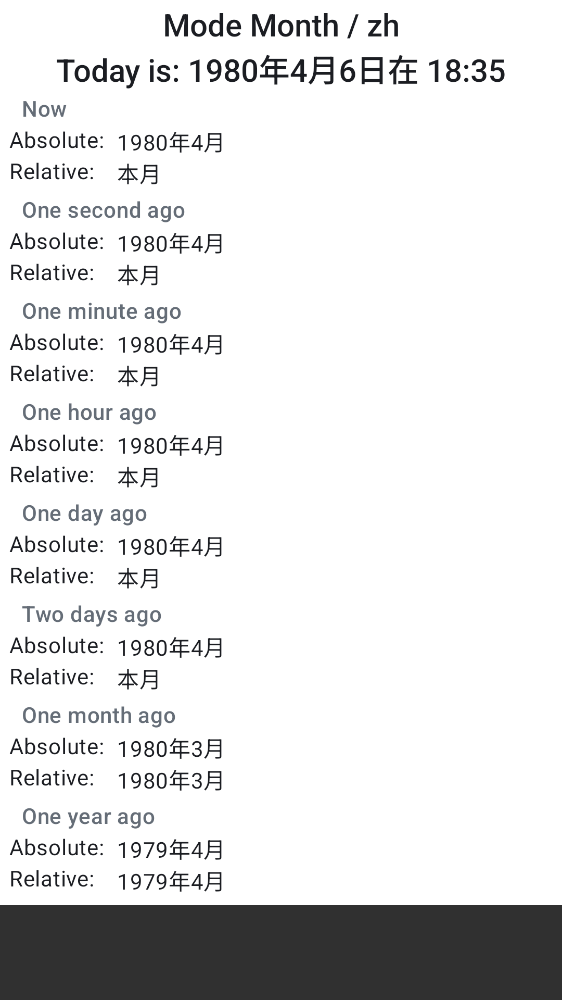 Mode Month / zh
Today is: 1980年4月6日在 18:35
Now
Absolute: 1980年4月
Relative: 本月
One second ago
Absolute: 1980年4月
Relative: 本月
One minute ago
Absolute: 1980年4月
Relative: 本月
One hour ago
Absolute: 1980年4月
Relative: 本月
One day ago
Absolute: 1980年4月
Relative: 本月
Two days ago
Absolute: 1980年4月
Relative: 本月
One month ago
Absolute: 1980年3月
Relative: 1980年3月
One year ago
Absolute: 1979年4月
Relative: 1979年4月